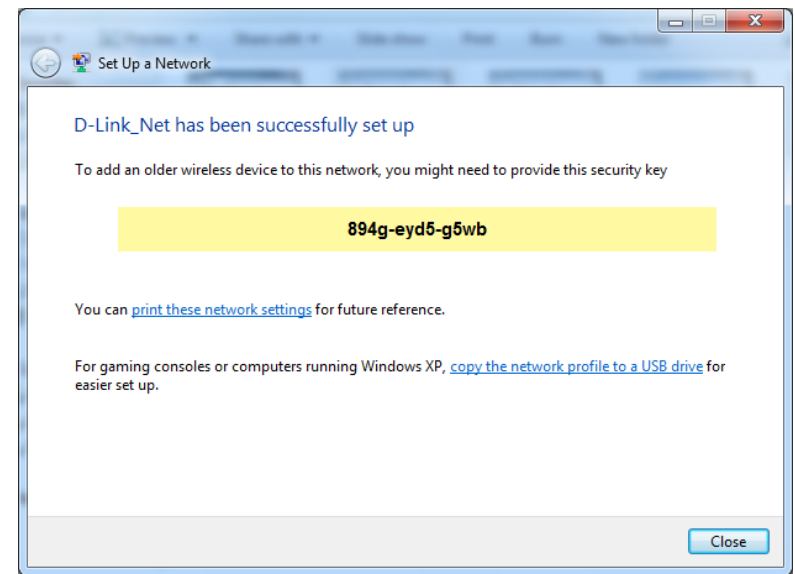 Set Up a Network
D-Link_Net has been successfully set up
To add an older wireless device to this network, you might need to provide this security key
894g-eyd5-g5wb
You can print these network settings for future reference.
For gaming consoles or computers running Windows XP, copy the network profile to a USB drive for
easier set up.
Close